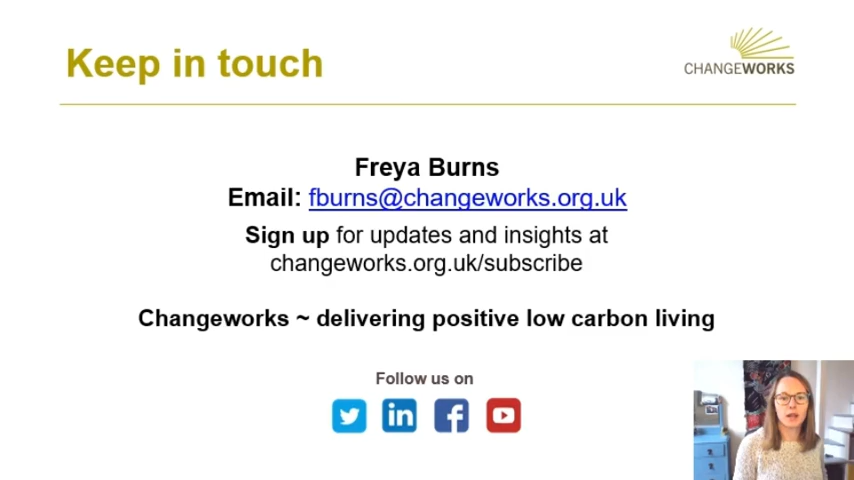 Keep in touch
CHANGEWORKS
Freya Burns
Email: fburns@changeworks.org.uk
Sign up for updates and insights at
changeworks.org.uk/subscribe
Changeworks ~ delivering positive low carbon living
Follow us on
in f